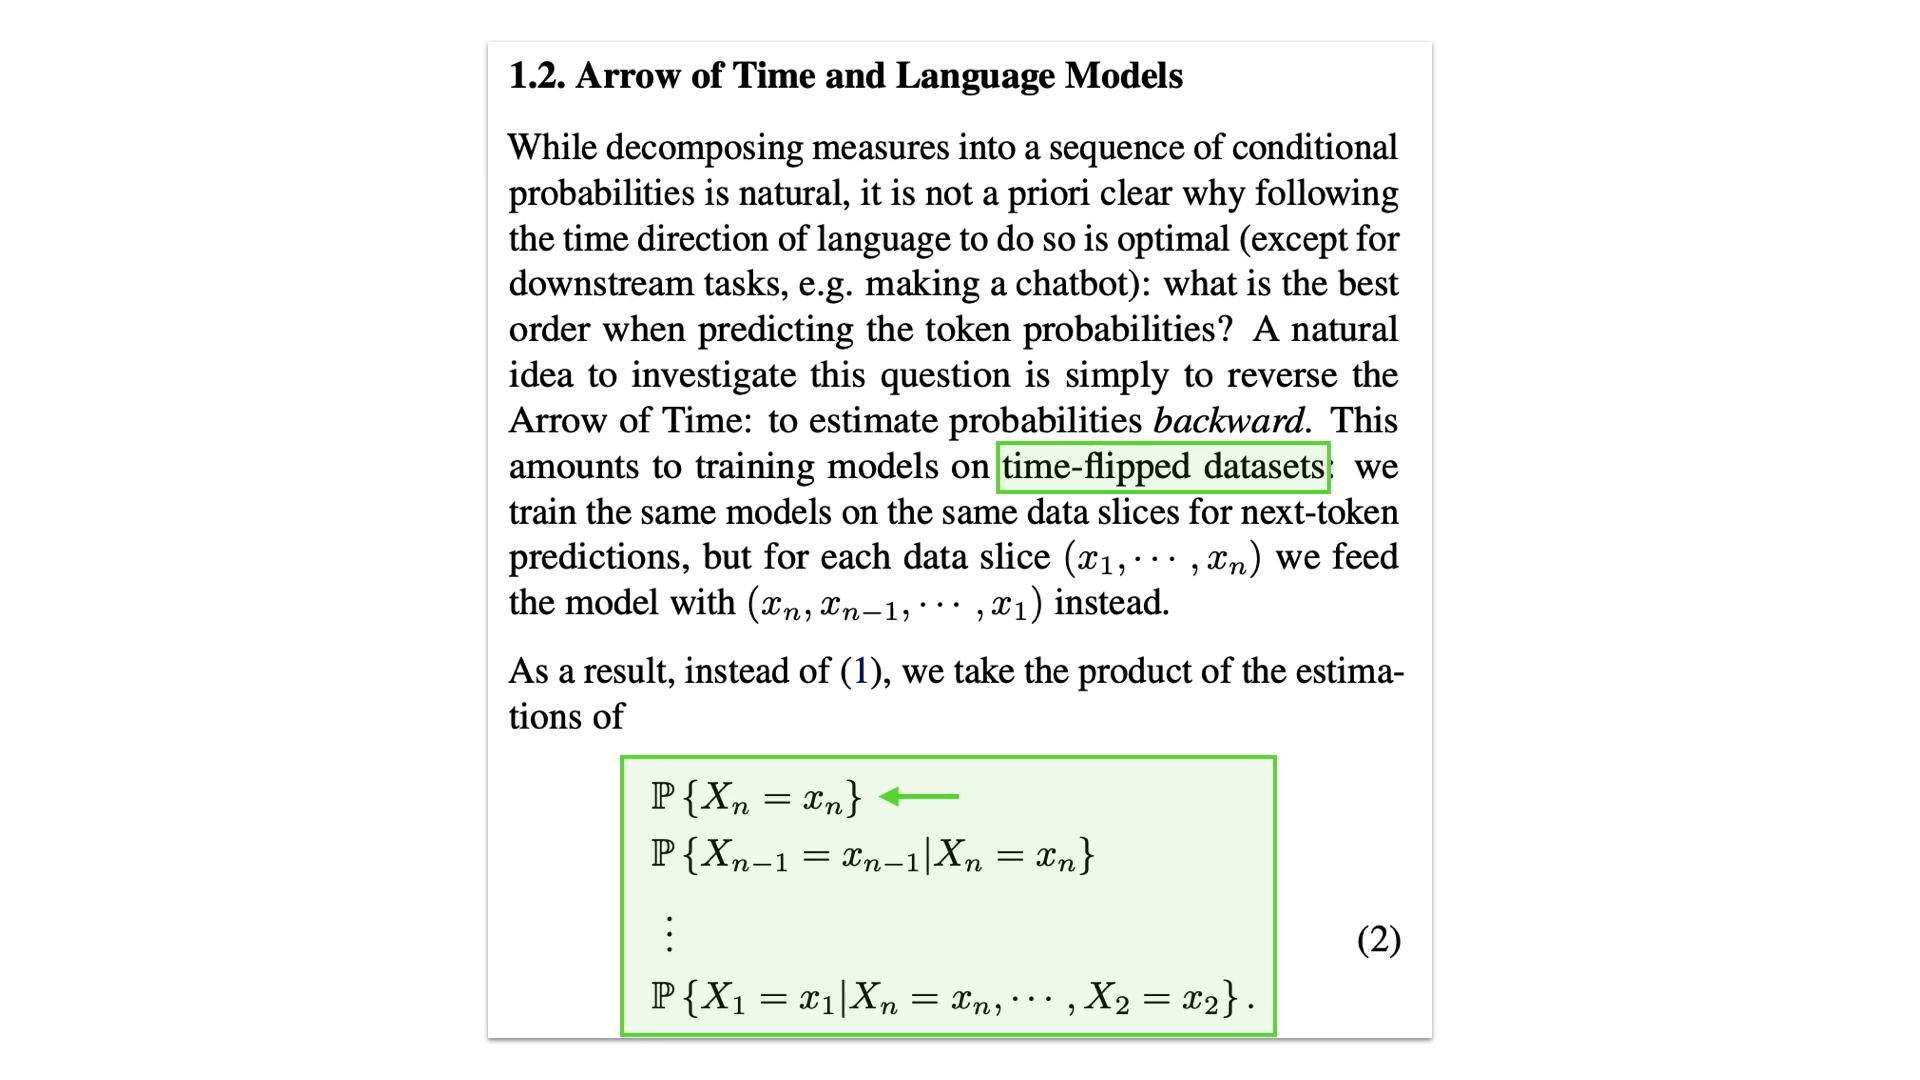 1.2. Arrow of Time and Language Models
While decomposing measures into a sequence of conditional
probabilities is natural, it is not a priori clear why following
the time direction of language to do so is optimal (except for
downstream tasks, e.g. making a chatbot): what is the best
order when predicting the token probabilities? A natural
idea to investigate this question is simply to reverse the
Arrow of Time: to estimate probabilities backward. This
amounts to training models on time-flipped datasets: we
train the same models on the same data slices for next-token
predictions, but for each data slice (x₁, ⋯ , xₙ) we feed
the model with (xₙ, xₙ₋₁, ⋯ , x₁) instead.
As a result, instead of (1), we take the product of the estima-
tions of
ℙ {Xₙ = xₙ}
ℙ {Xₙ₋₁ = xₙ₋₁|Xₙ = xₙ}
⋮
(2)
ℙ {X₁ = x₁|Xₙ = xₙ, ⋯ , X₂ = x₂} .